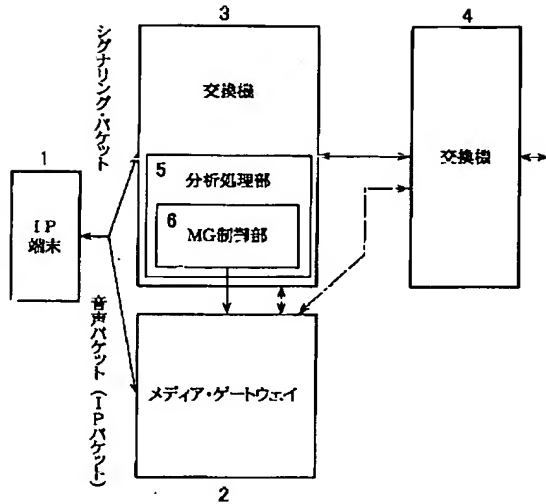 3
4
シグナリング・パケット
交換機
交換機
1
IP
端末
5
分析処理部
6
MG制御部
音声パケット(IPパケット)
メディア・ゲートウェイ
2